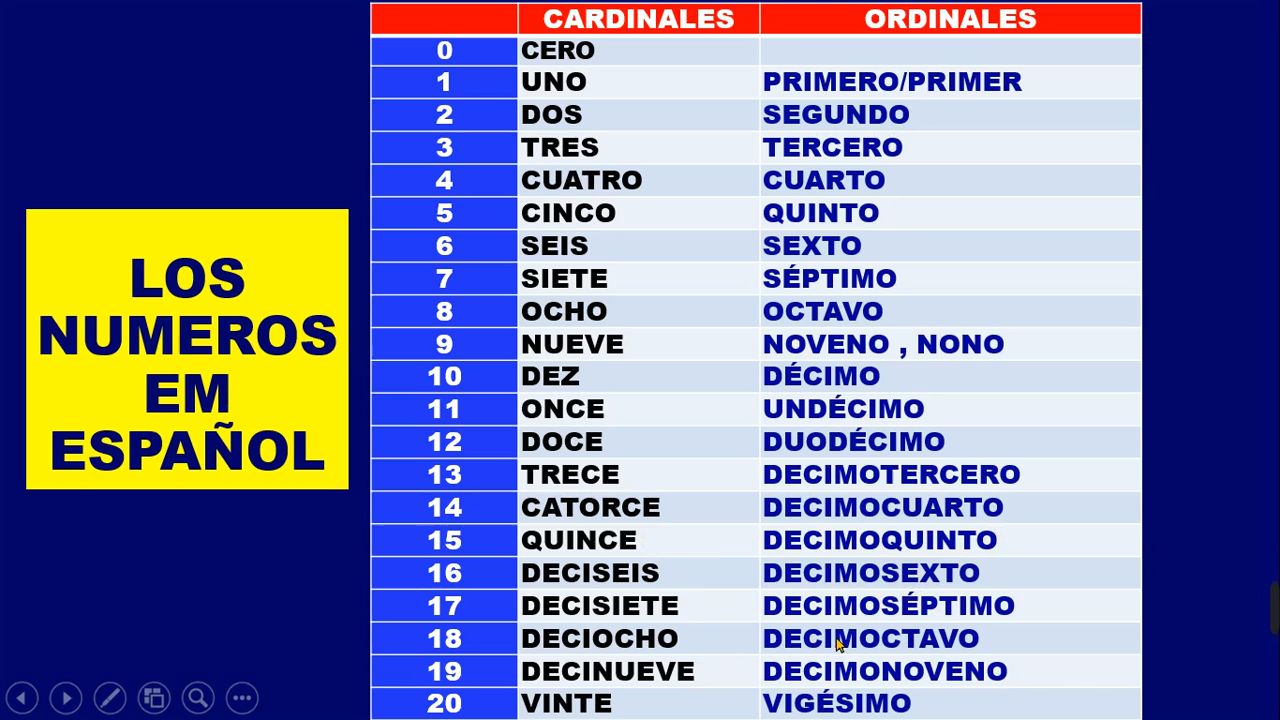 LOS
NUMEROS
EM
ESPAÑOL
CARDINALES ORDINALES
0 CERO
1 UNO PRIMERO/PRIMER
2 DOS SEGUNDO
3 TRES TERCERO
4 CUATRO CUARTO
5 CINCO QUINTO
6 SEIS SEXTO
7 SIETE SÉPTIMO
8 OCHO OCTAVO
9 NUEVE NOVENO , NONO
10 DEZ DÉCIMO
11 ONCE UNDÉCIMO
12 DOCE DUODÉCIMO
13 TRECE DECIMOTERCERO
14 CATORCE DECIMOCUARTO
15 QUINCE DECIMOQUINTO
16 DECISEIS DECIMOSEXTO
17 DECISIETE DECIMOSÉPTIMO
18 DECIOCHO DECIMOCTAVO
19 DECINUEVE DECIMONOVENO
20 VINTE VIGÉSIMO